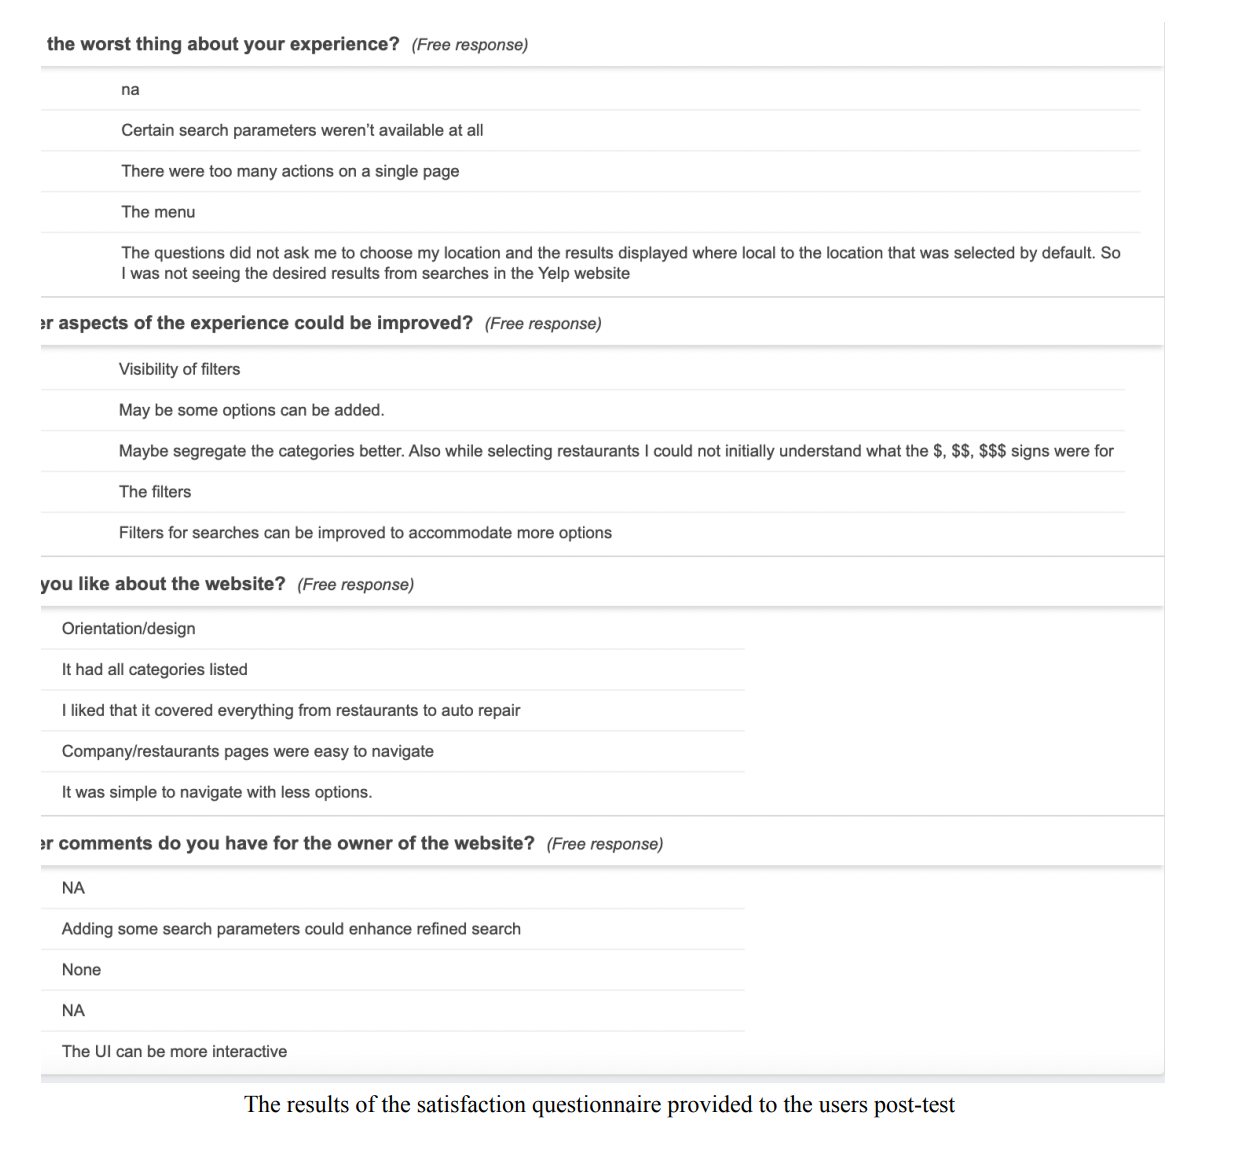 the worst thing about your experience? (Free response)
na
Certain search parameters weren't available at all
There were too many actions on a single page
The menu
The questions did not ask me to choose my location and the results displayed where local to the location that was selected by default. So
I was not seeing the desired results from searches in the Yelp website
er aspects of the experience could be improved? (Free response)
Visibility of filters
May be some options can be added.
Maybe segregate the categories better. Also while selecting restaurants I could not initially understand what the $, $$, $$$ signs were for
The filters
Filters for searches can be improved to accommodate more options
you like about the website? (Free response)
Orientation/design
It had all categories listed
I liked that it covered everything from restaurants to auto repair
Company/restaurants pages were easy to navigate
It was simple to navigate with less options.
er comments do you have for the owner of the website? (Free response)
NA
Adding some search parameters could enhance refined search
None
NA
The UI can be more interactive
The results of the satisfaction questionnaire provided to the users post-test